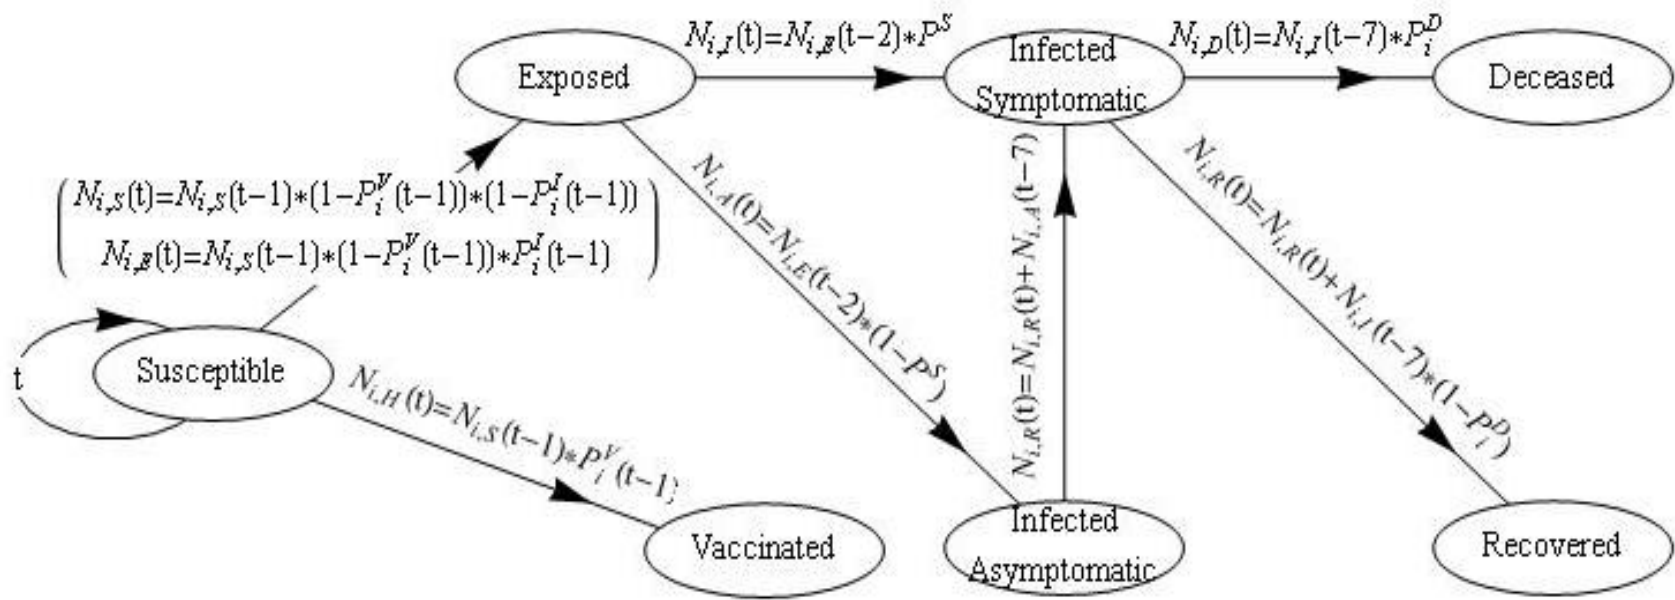 N_{i,I}(t)=N_{i,E}(t−2)*P^S
N_{i,D}(t)=N_{i,I}(t−7)*P_i^D
Exposed
Infected
Symptomatic
Deceased
N_{i,S}(t)=N_{i,S}(t−1)*(1−P_i^V(t−1))*(1−P_i^I(t−1))
N_{i,E}(t)=N_{i,S}(t−1)*(1−P_i^V(t−1))*P_i^I(t−1)
N_{i,A}(t)=N_{i,E}(t−2)*(1−P^S)
N_{i,R}(t)=N_{i,R}(t)+N_{i,A}(t−7)
N_{i,R}(t)=N_{i,R}(t)+N_{i,I}(t−7)*(1−P_i^D)
t
Susceptible
N_{i,H}(t)=N_{i,S}(t−1)*P_i^V(t−1)
Vaccinated
Infected
Asymptomatic
Recovered